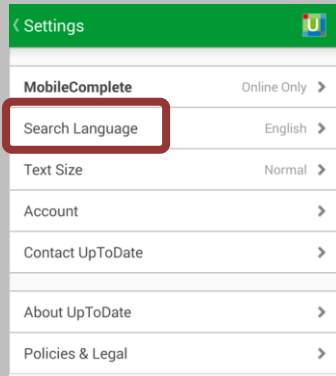 Settings
MobileComplete Online Only
Search Language English
Text Size Normal
Account
Contact UpToDate
About UpToDate
Policies & Legal